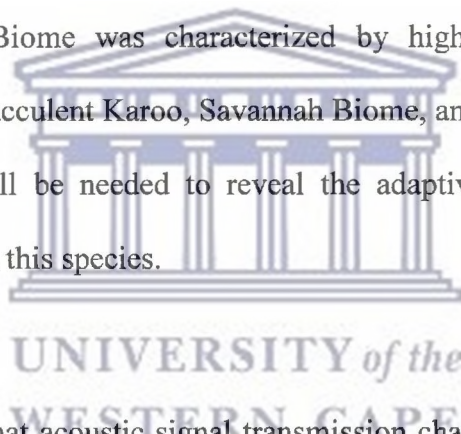 Biome was characterized by high
ucculent Karoo, Savannah Biome, an
ll be needed to reveal the adaptiv
this species.
UNIVERSITY of the
at acoustic signal transmission cha
WESTERN CAPE